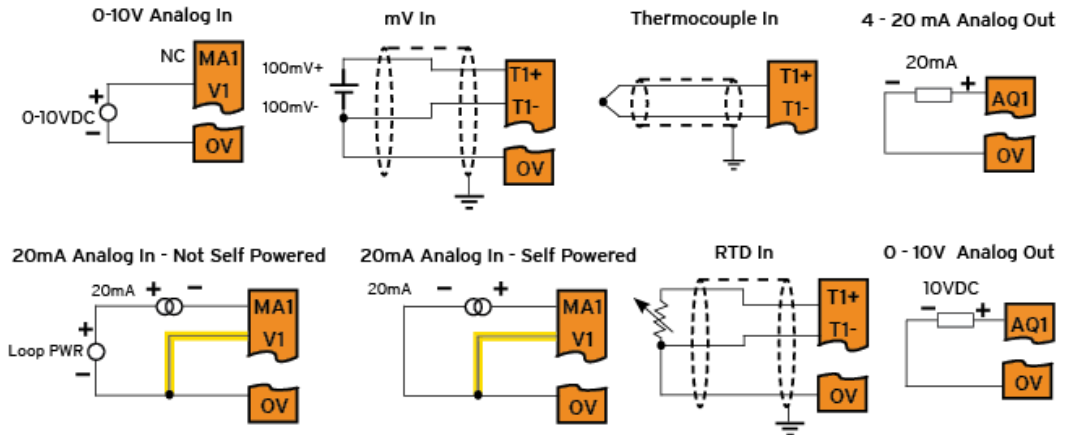 0-10V Analog In
NC
MA1
V1
+
0-10VDC
−
OV
mV In
100mV+
100mV-
T1+
T1-
OV
Thermocouple In
T1+
T1-
4 - 20 mA Analog Out
20mA
− +
AQ1
OV
20mA Analog In - Not Self Powered
20mA + −
MA1
V1
+
Loop PWR
−
OV
20mA Analog In - Self Powered
20mA − +
MA1
V1
OV
RTD In
T1+
T1-
OV
0 - 10V Analog Out
10VDC
− +
AQ1
OV